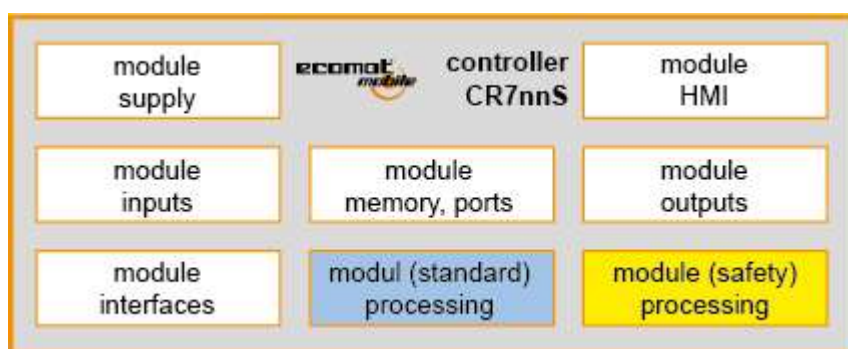 module
supply
ecomat
mobile
controller
CR7nnS
module
HMI
module
inputs
module
memory, ports
module
outputs
module
interfaces
modul (standard)
processing
module (safety)
processing